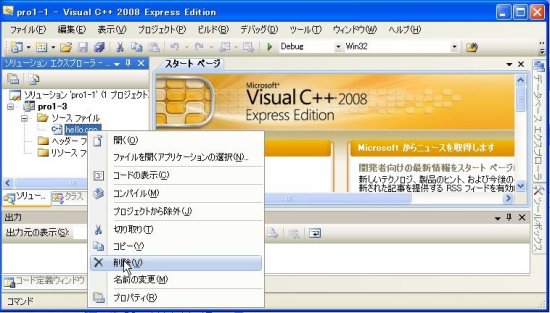 pro1-1 - Visual C++ 2008 Express Edition
ファイル(F) 編集(E) 表示(V) プロジェクト(P) ビルド(B) デバッグ(D) ツール(T) ウィンドウ(W) ヘルプ(H)
Debug Win32
ソリューション エクスプローラ - ..
スタート ページ
ソリューション 'pro1-1' (1 プロジェクト
pro1-3
ソース ファイル
hello.cpp
ヘッダー フ
リソース フ
Microsoft
Visual C++ 2008
Express Edition
Microsoft からニュースを取得します
開発者向けの最新情報をスタート ページ
新しいテクノロジ、製品のヒント、および今後の
新された記事を提供する RSS フィードを有効
開く(O)
ファイルを開く(アプリケーションの選択)(N)...
コードの表示(C)
コンパイル(M)
プロジェクトから除外(J)
切り取り(T)
コピー(Y)
削除(V)
名前の変更(M)
プロパティ(R)
ソリュー... クラス
出力
出力元の表示(S):
コード定義ウィンドウ
コマンド
データベース エクスプローラ
ツールボックス